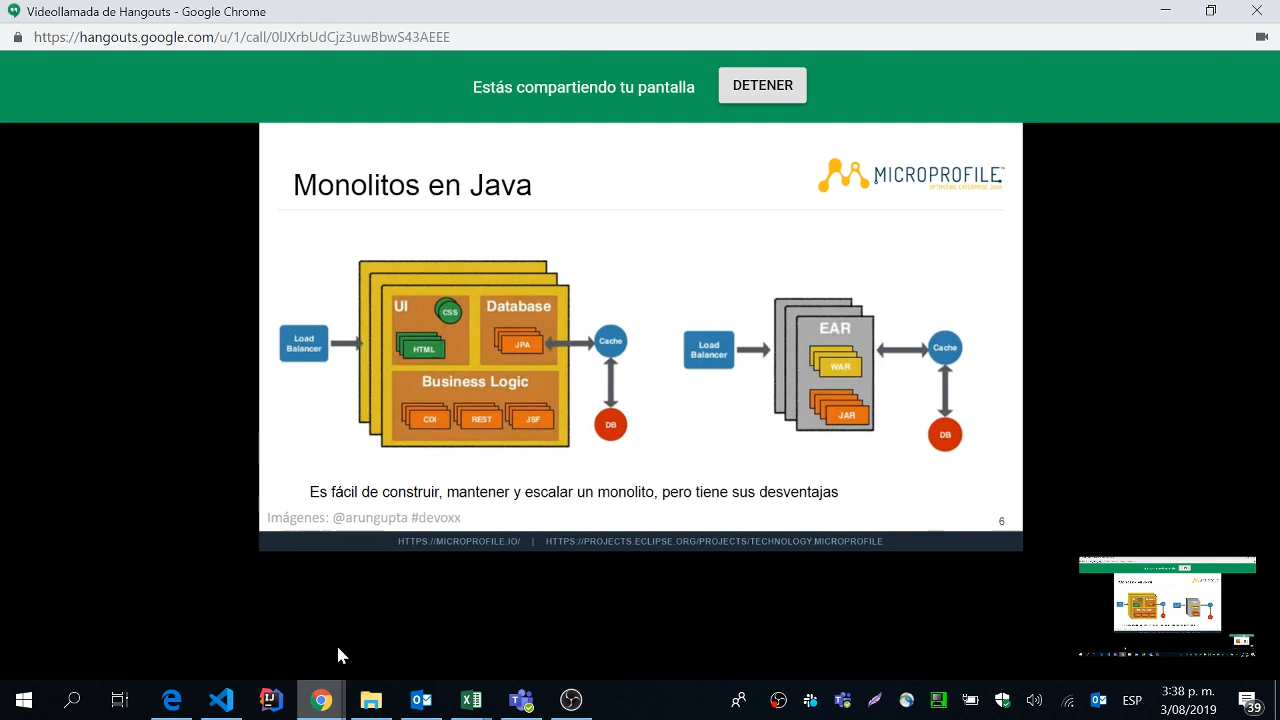 Videollamada de Hangouts - Google Chrome
https://hangouts.google.com/u/1/call/0lJXrbUdCjz3uwBbwS43AEEE
Estás compartiendo tu pantalla
DETENER
Monolitos en Java
MICROPROFILE™
OPTIMIZING ENTERPRISE JAVA
Load
Balancer
UI
CSS
HTML
Database
JPA
Business Logic
CDI
REST
JSF
Cache
DB
Load
Balancer
EAR
WAR
JAR
Cache
DB
Es fácil de construir, mantener y escalar un monolito, pero tiene sus desventajas
Imágenes: @arungupta #devoxx
6
HTTPS://MICROPROFILE.IO/ | HTTPS://PROJECTS.ECLIPSE.ORG/PROJECTS/TECHNOLOGY.MICROPROFILE
ESP
3:38 p. m.
3/08/2019
39